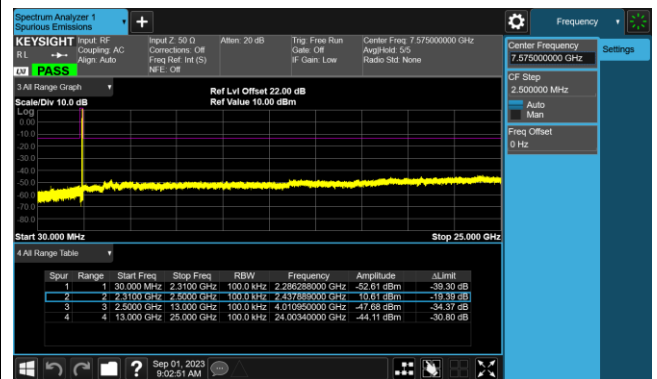 Spectrum Analyzer 1
Spurious Emissions
Frequency
KEYSIGHT
Input: RF
Coupling: AC
Align: Auto
Input Z: 50 Ω
Corrections: Off
Freq Ref: Int (S)
NFE: Off
Atten: 20 dB
Trig: Free Run
Gate: Off
IF Gain: Low
Center Freq: 7.575000000 GHz
Avg|Hold: 5/5
Radio Std: None
RL
LXI PASS
Center Frequency
7.575000000 GHz
Settings
CF Step
2.500000 MHz
Auto
Man
Freq Offset
0 Hz
3 All Range Graph
Scale/Div 10.0 dB
Ref Lvl Offset 22.00 dB
Ref Value 10.00 dBm
Log
0.00
-10.0
-20.0
-30.0
-40.0
-50.0
-60.0
-70.0
-80.0
Start 30.000 MHz
Stop 25.000 GHz
4 All Range Table
Spur Range Start Freq Stop Freq RBW Frequency Amplitude ΔLimit
1 1 30.000 MHz 2.3100 GHz 100.0 kHz 2.286288000 GHz -52.61 dBm -39.30 dB
2 2 2.3100 GHz 2.5000 GHz 100.0 kHz 2.437889000 GHz 10.61 dBm -19.39 dB
3 3 2.5000 GHz 13.000 GHz 100.0 kHz 4.010950000 GHz -47.68 dBm -34.37 dB
4 4 13.000 GHz 25.000 GHz 100.0 kHz 24.00340000 GHz -44.11 dBm -30.80 dB
Sep 01, 2023
9:02:51 AM